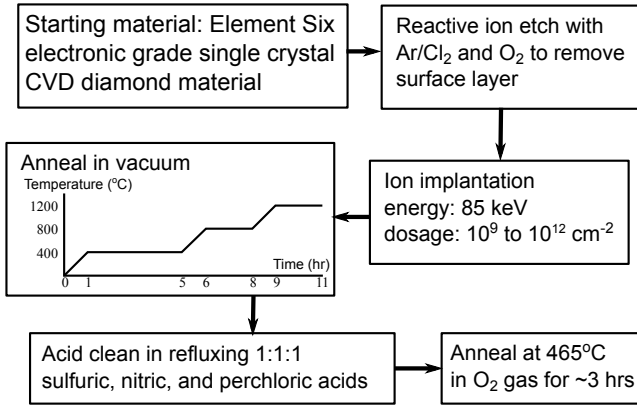 Starting material: Element Six
electronic grade single crystal
CVD diamond material
Reactive ion etch with
Ar/Cl₂ and O₂ to remove
surface layer
Ion implantation
energy: 85 keV
dosage: 10⁹ to 10¹² cm⁻²
Anneal in vacuum
Temperature (°C)
1200
800
400
Time (hr)
0 1 5 6 8 9 11
Acid clean in refluxing 1:1:1
sulfuric, nitric, and perchloric acids
Anneal at 465°C
in O₂ gas for ~3 hrs